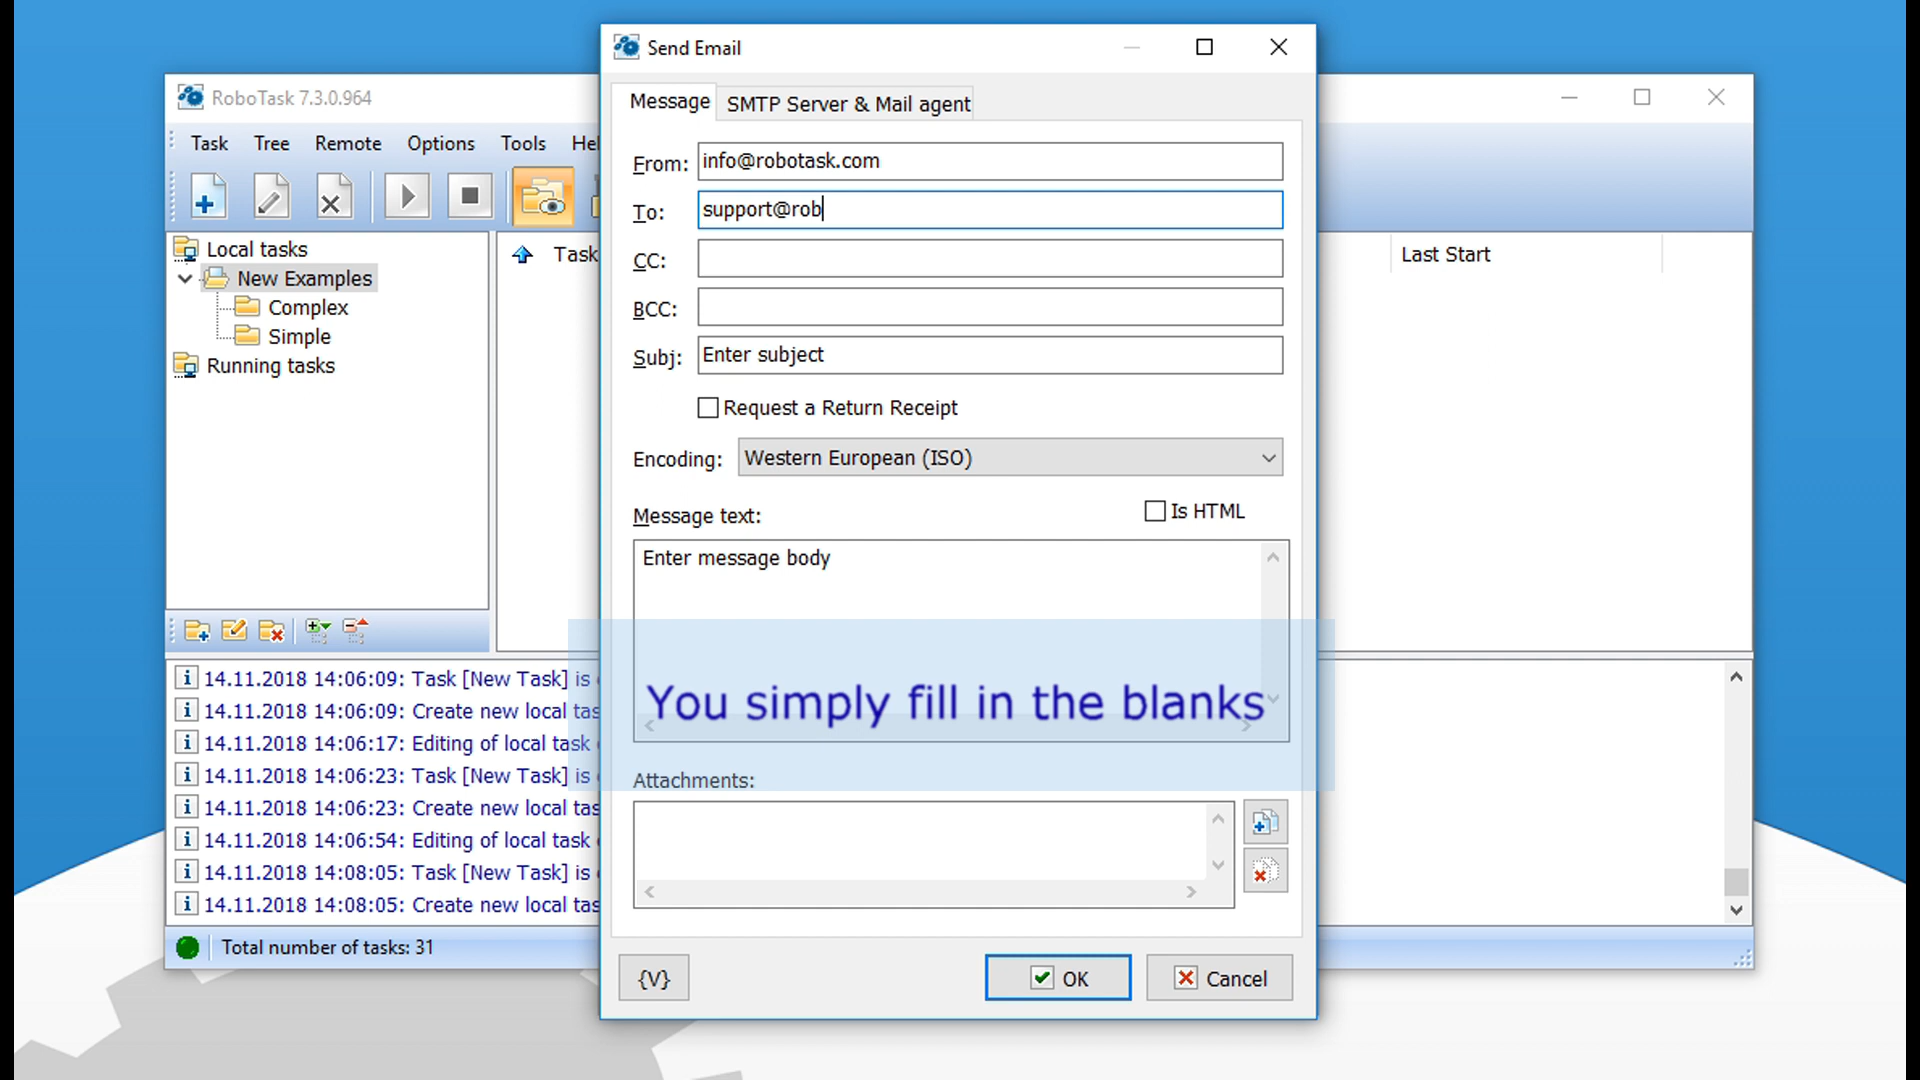 Send Email
RoboTask 7.3.0.964
Message
SMTP Server & Mail agent
Task Tree Remote Options Tools
From: info@robotask.com
To: support@rob
CC:
BCC:
Subj: Enter subject
Request a Return Receipt
Encoding: Western European (ISO)
Message text:
Is HTML
Enter message body
You simply fill in the blanks
Attachments:
{V}
OK
Cancel
Local tasks
New Examples
Complex
Simple
Running tasks
Task
Last Start
14.11.2018 14:06:09: Task [New Task] is
14.11.2018 14:06:09: Create new local
14.11.2018 14:06:17: Editing of local task
14.11.2018 14:06:23: Task [New Task] is
14.11.2018 14:06:23: Create new local
14.11.2018 14:06:54: Editing of local task
14.11.2018 14:08:05: Task [New Task] is
14.11.2018 14:08:05: Create new local
Total number of tasks: 31